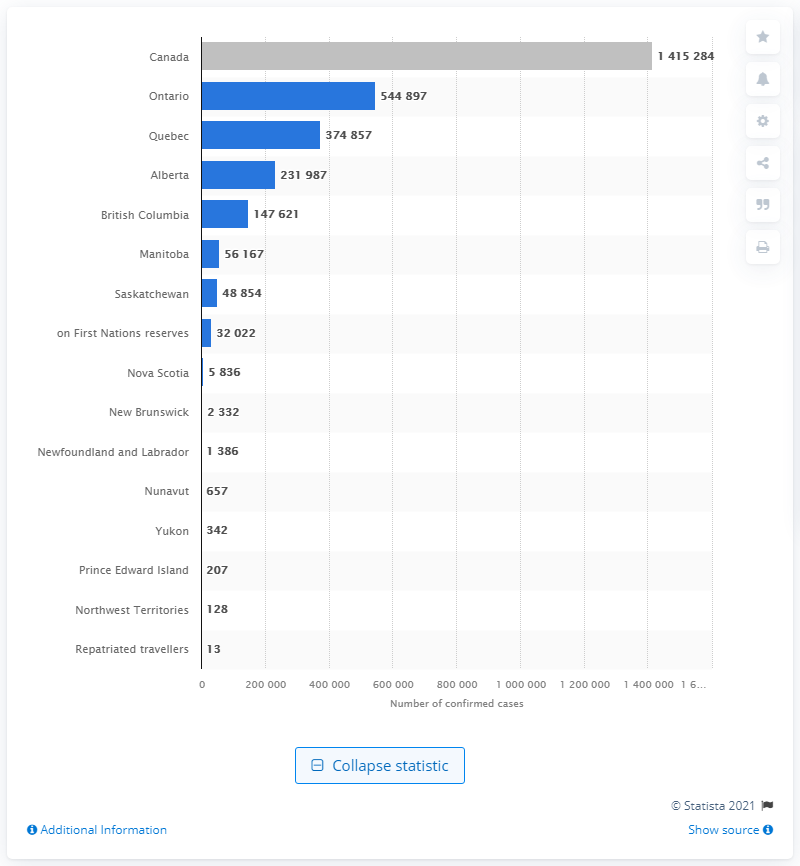 Canada 1 415 284
Ontario 544 897
Quebec 374 857
Alberta 231 987
British Columbia 147 621
Manitoba 56 167
Saskatchewan 48 854
on First Nations reserves 32 022
Nova Scotia 5 836
New Brunswick 2 332
Newfoundland and Labrador 1 386
Nunavut 657
Yukon 342
Prince Edward Island 207
Northwest Territories 128
Repatriated travellers 13
0 200 000 400 000 600 000 800 000 1 000 000 1 200 000 1 400 000 1 6...
Number of confirmed cases
Collapse statistic
© Statista 2021
Additional Information Show source